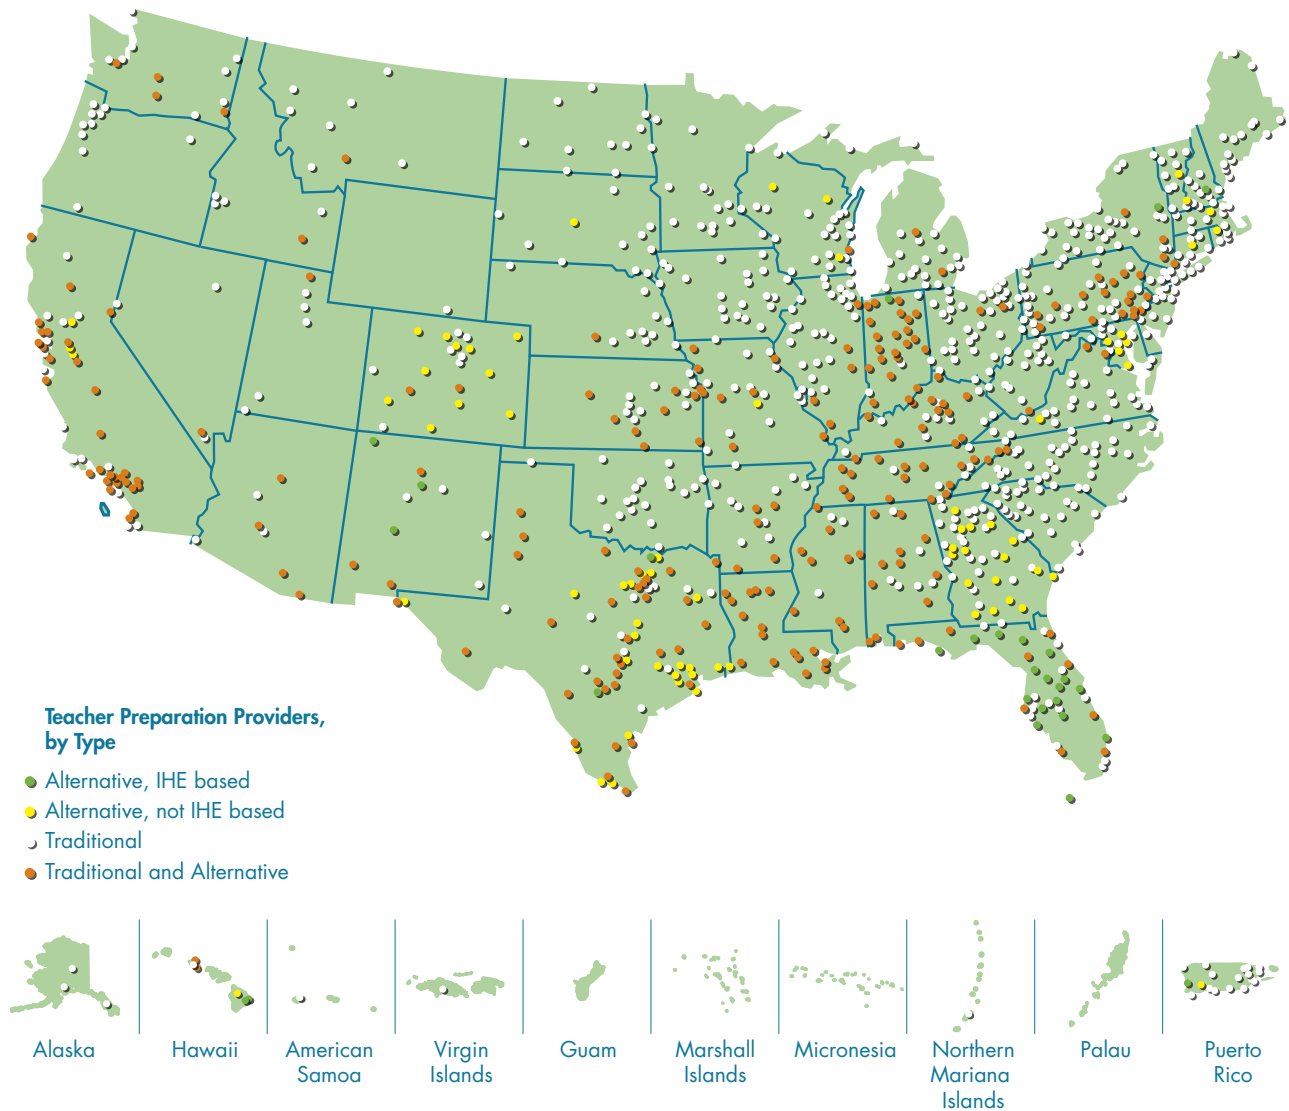 Teacher Preparation Providers,
by Type
Alternative, IHE based
Alternative, not IHE based
Traditional
Traditional and Alternative
Alaska
Hawaii
American
Samoa
Virgin
Islands
Guam
Marshall
Islands
Micronesia
Northern
Mariana
Islands
Palau
Puerto
Rico